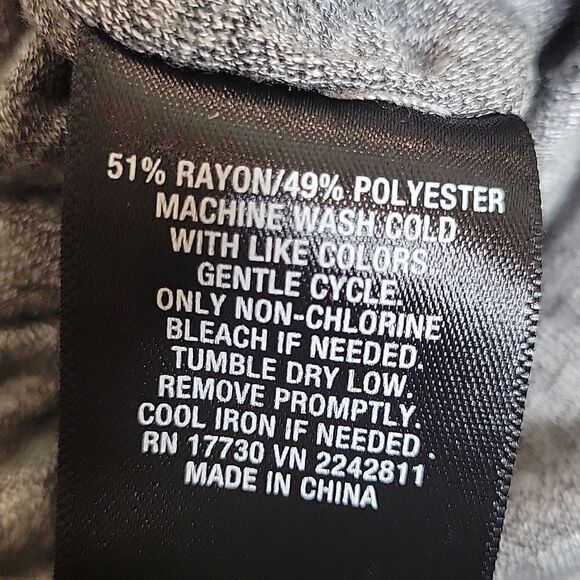 51% RAYON/49% POLYESTER
MACHINE WASH COLD
WITH LIKE COLORS
GENTLE CYCLE.
ONLY NON-CHLORINE
BLEACH IF NEEDED.
TUMBLE DRY LOW.
REMOVE PROMPTLY.
COOL IRON IF NEEDED .
RN 17730 VN 2242811
MADE IN CHINA